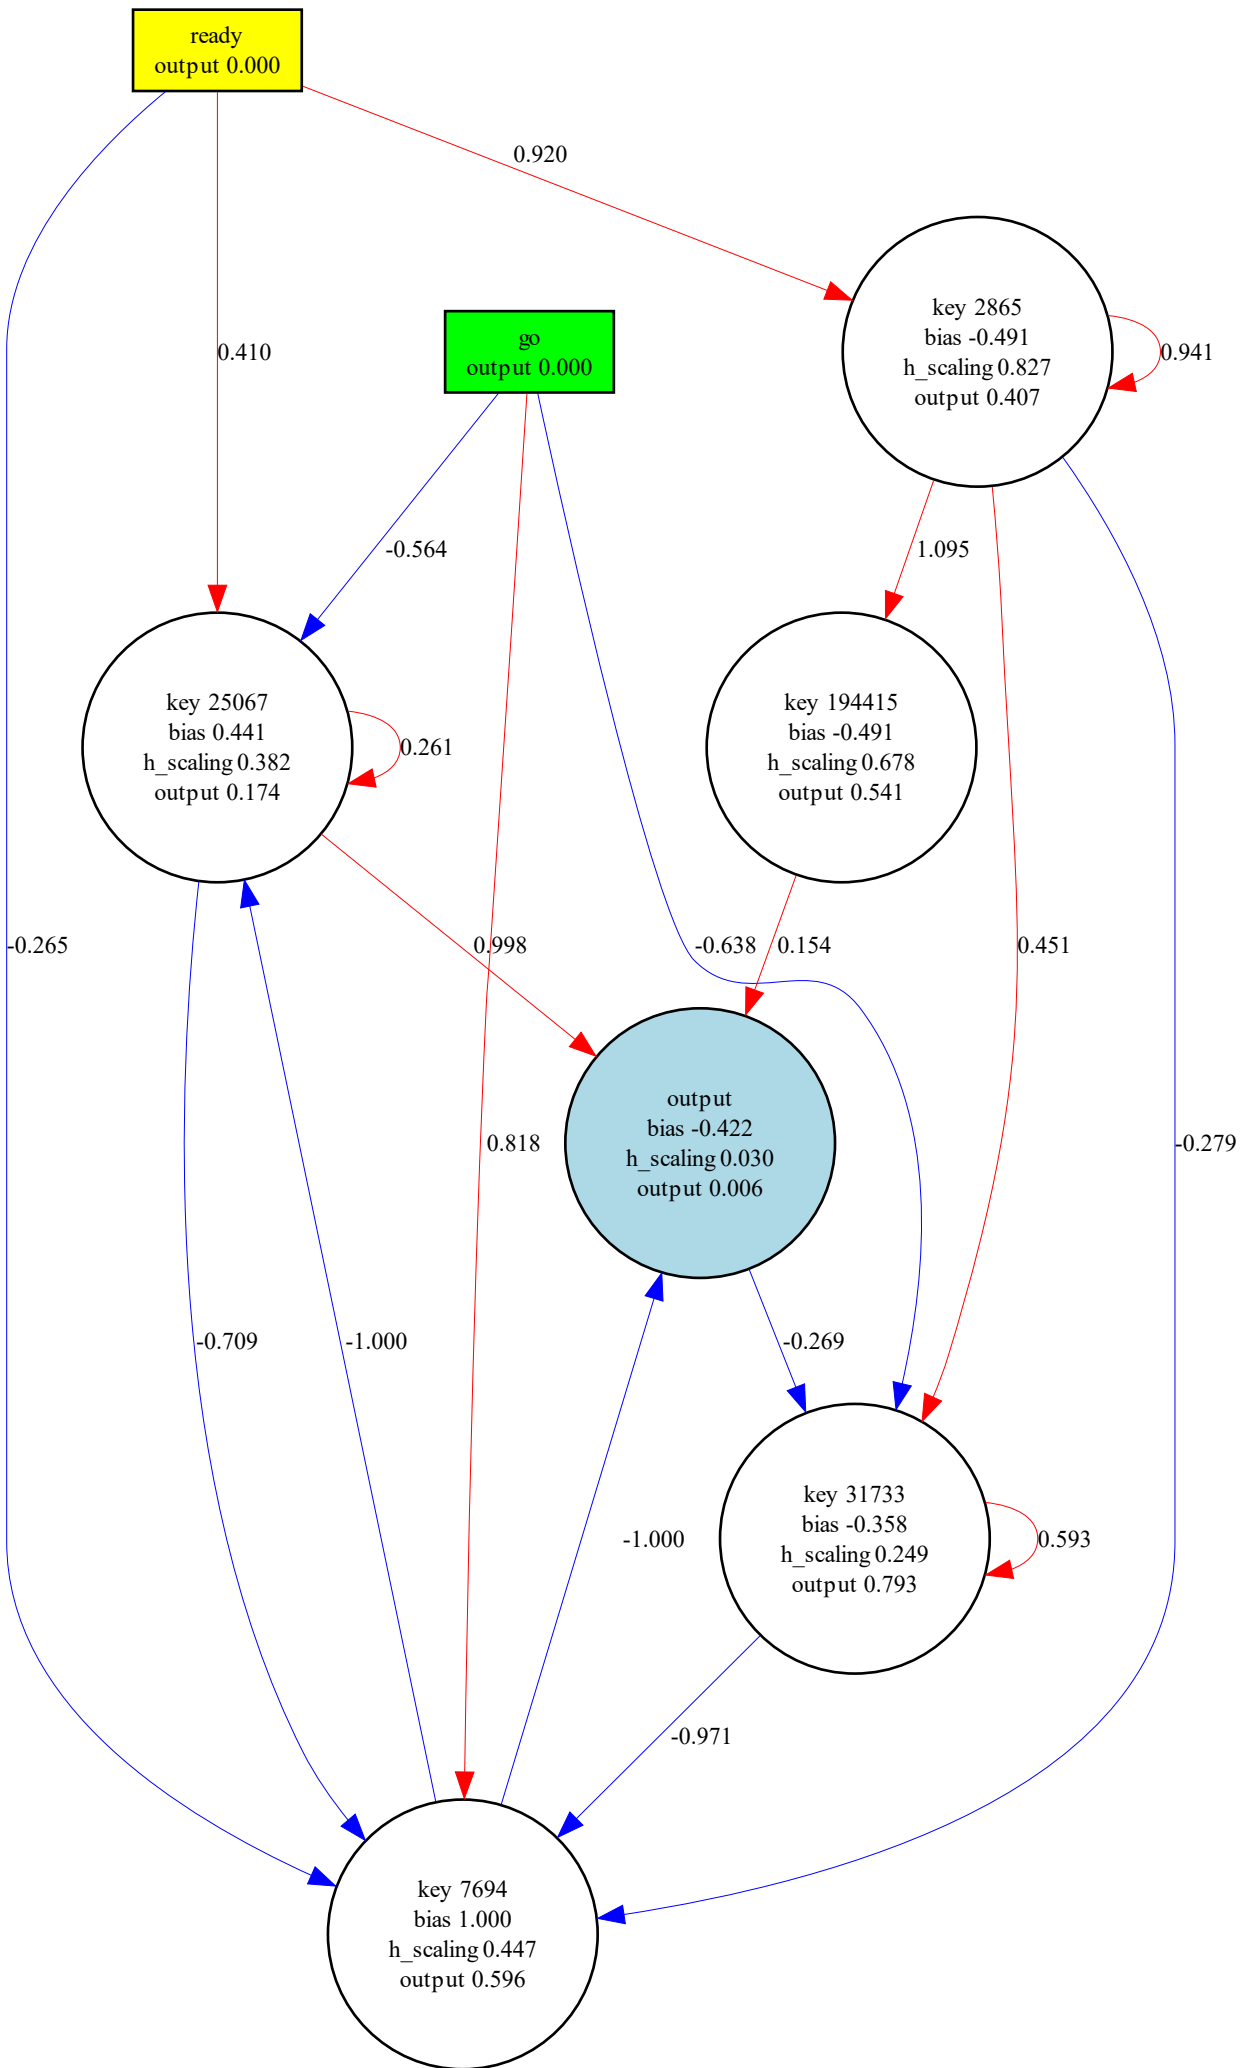 ready
output 0.000
0.920
key 2865
bias -0.491
h_scaling 0.827
output 0.407
0.941
go
output 0.000
0.410
-0.564
1.095
key 25067
bias 0.441
h_scaling 0.382
output 0.174
0.261
key 194415
bias -0.491
h_scaling 0.678
output 0.541
-0.265
0.998
-0.638
0.154
0.451
output
bias -0.422
h_scaling 0.030
output 0.006
0.818
-0.279
-0.709
-1.000
-0.269
key 31733
bias -0.358
h_scaling 0.249
output 0.793
0.593
-1.000
-0.971
key 7694
bias 1.000
h_scaling 0.447
output 0.596